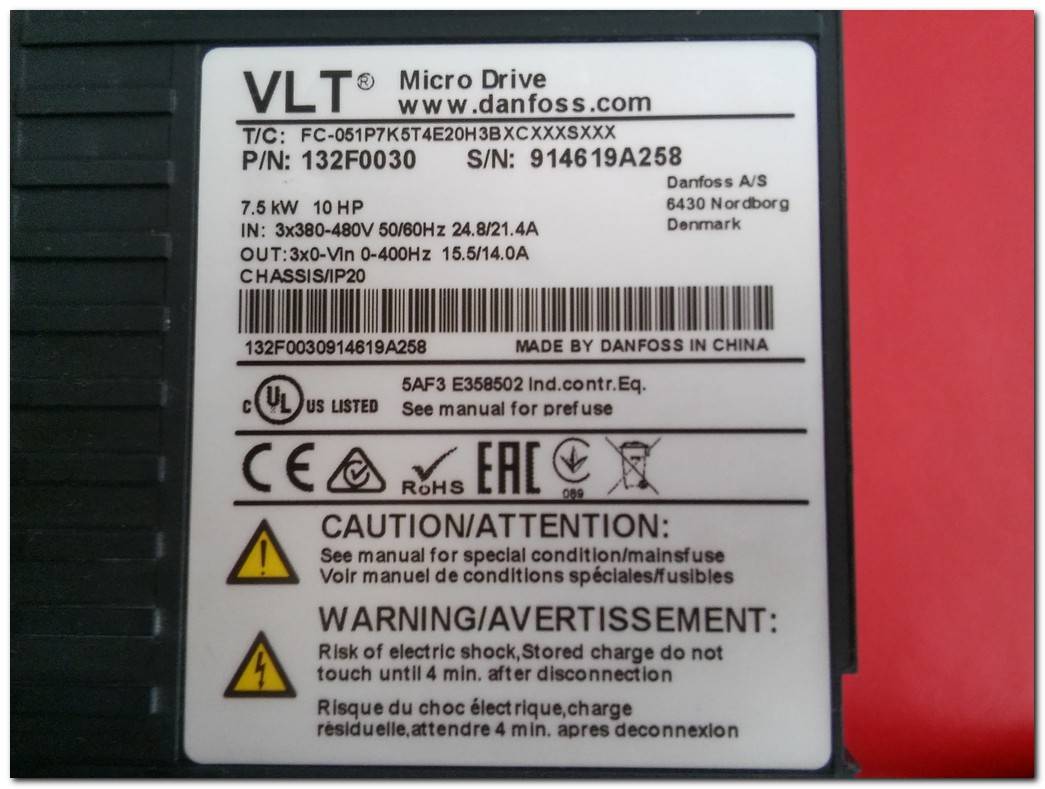 VLT® Micro Drive
www.danfoss.com
T/C: FC-051P7K5T4E20H3BXCXXXSXXX
P/N: 132F0030 S/N: 914619A258
Danfoss A/S
6430 Nordborg
Denmark
7.5 kW 10 HP
IN: 3x380-480V 50/60Hz 24.8/21.4A
OUT:3x0-Vin 0-400Hz 15.5/14.0A
CHASSIS/IP20
132F0030914619A258 MADE BY DANFOSS IN CHINA
C UL US LISTED
5AF3 E358502 Ind.contr.Eq.
See manual for prefuse
CE RoHS EAC 089
CAUTION/ATTENTION:
See manual for special condition/mainsfuse
Voir manuel de conditions spéciales/fusibles
WARNING/AVERTISSEMENT:
Risk of electric shock,Stored charge do not
touch until 4 min. after disconnection
Risque du choc électrique,charge
résiduelle,attendre 4 min. apres deconnexion